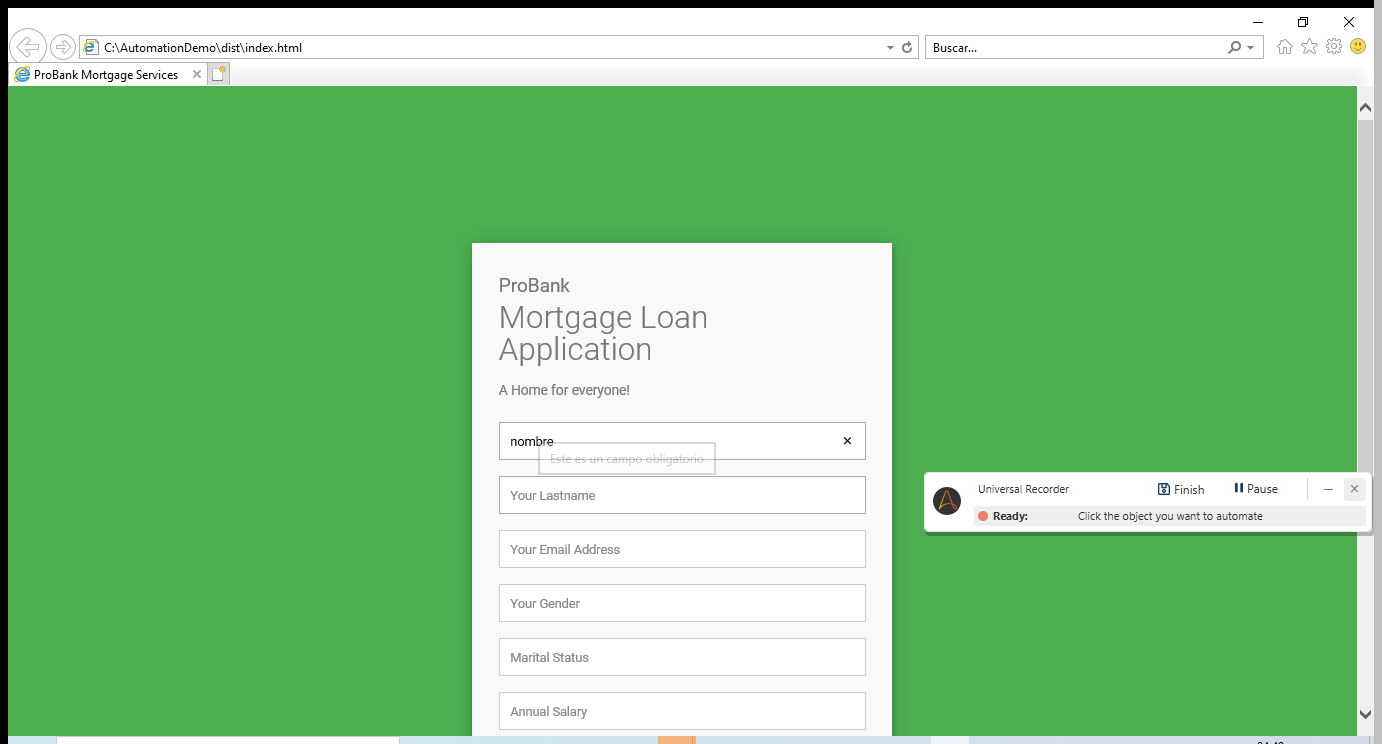 C:\AutomationDemo\dist\index.html
Buscar...
ProBank Mortgage Services
ProBank
Mortgage Loan
Application
A Home for everyone!
nombre
Este es un campo obligatorio
Your Lastname
Your Email Address
Your Gender
Marital Status
Annual Salary
Universal Recorder
Finish
Pause
Ready:
Click the object you want to automate